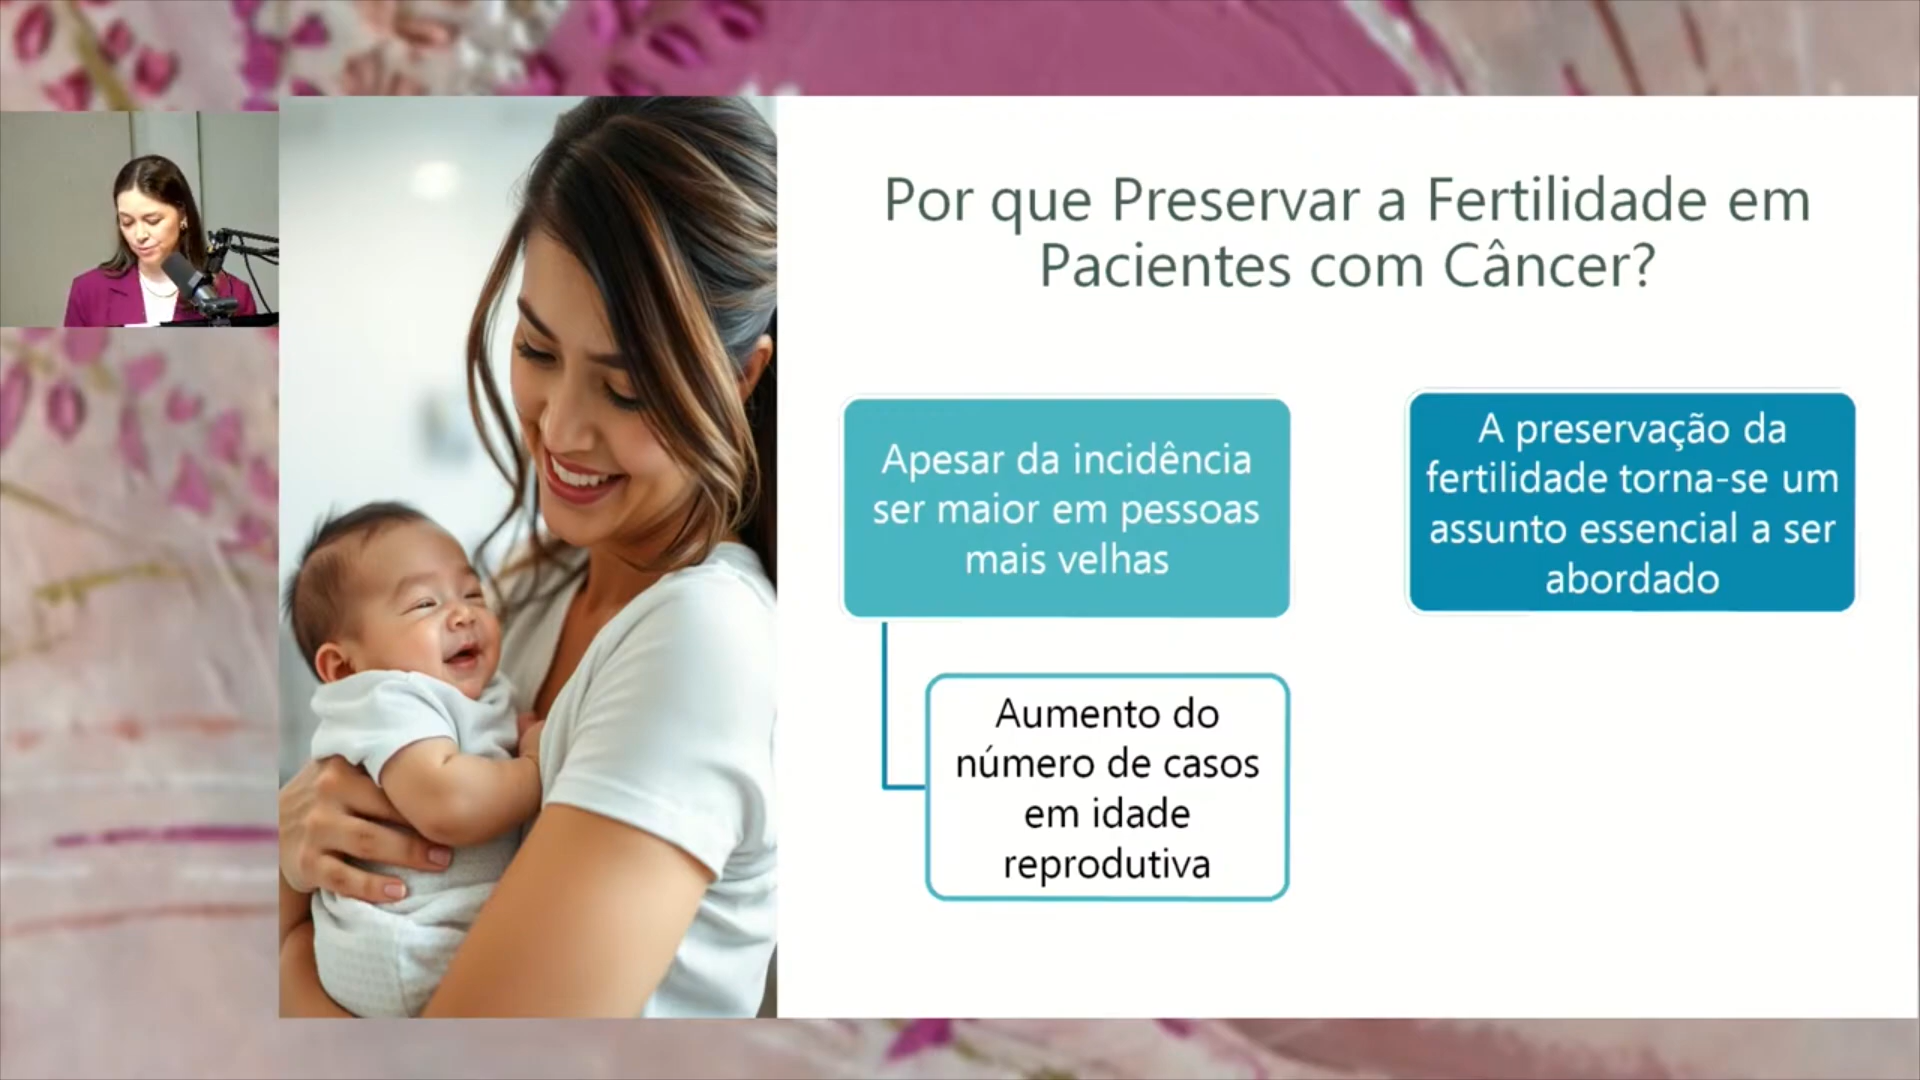 Por que Preservar a Fertilidade em
Pacientes com Câncer?
Apesar da incidência
ser maior em pessoas
mais velhas
Aumento do
número de casos
em idade
reprodutiva
A preservação da
fertilidade torna-se um
assunto essencial a ser
abordado